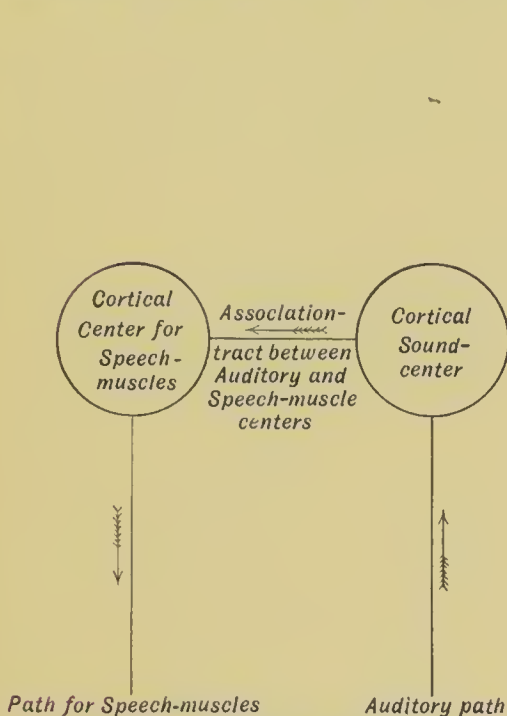 Cortical
Center for
Speech-
muscles
Association-
tract between
Auditory and
Speech-muscle
centers
Cortical
Sound-
center
Path for Speech-muscles
Auditory path